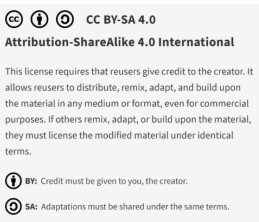 CC BY-SA 4.0
Attribution-ShareAlike 4.0 International
This license requires that reusers give credit to the creator. It
allows reusers to distribute, remix, adapt, and build upon
the material in any medium or format, even for commercial
purposes. If others remix, adapt, or build upon the material,
they must license the modified material under identical
terms.
BY: Credit must be given to you, the creator.
SA: Adaptations must be shared under the same terms.